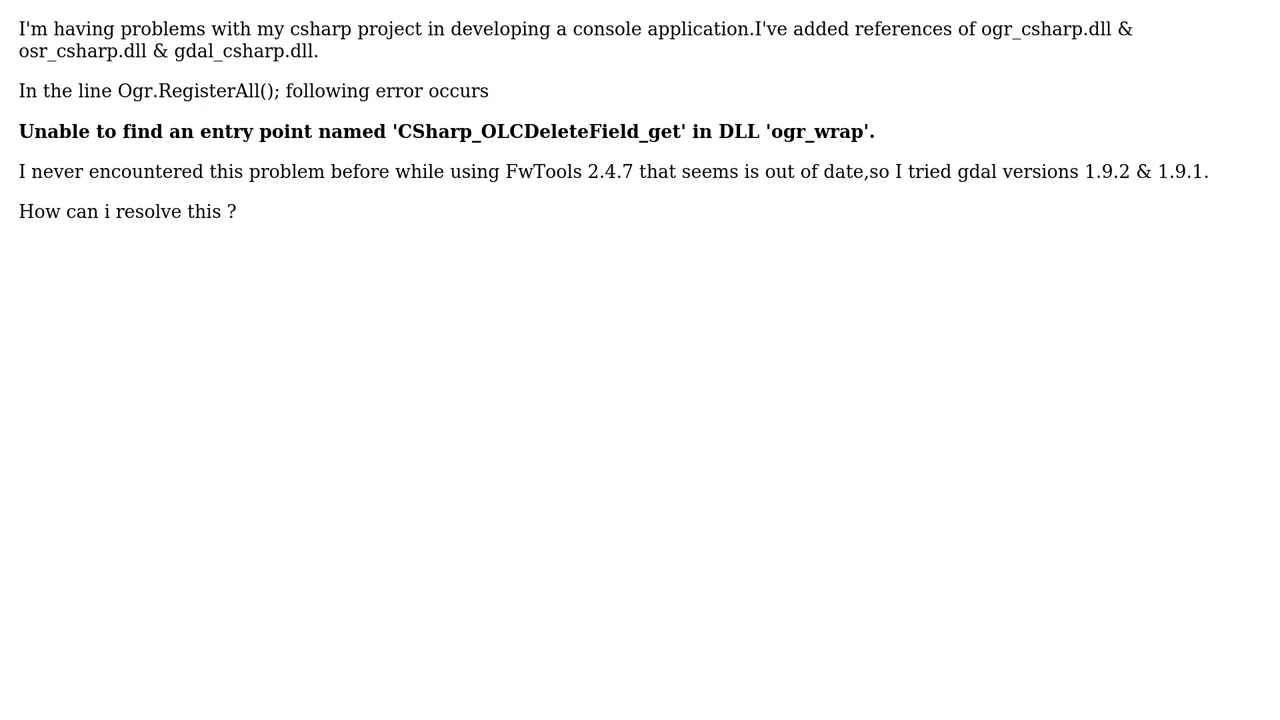 I'm having problems with my csharp project in developing a console application.I've added references of ogr_csharp.dll &
osr_csharp.dll & gdal_csharp.dll.
In the line Ogr.RegisterAll(); following error occurs
Unable to find an entry point named 'CSharp_OLCDeleteField_get' in DLL 'ogr_wrap'.
I never encountered this problem before while using FwTools 2.4.7 that seems is out of date,so I tried gdal versions 1.9.2 & 1.9.1.
How can i resolve this ?